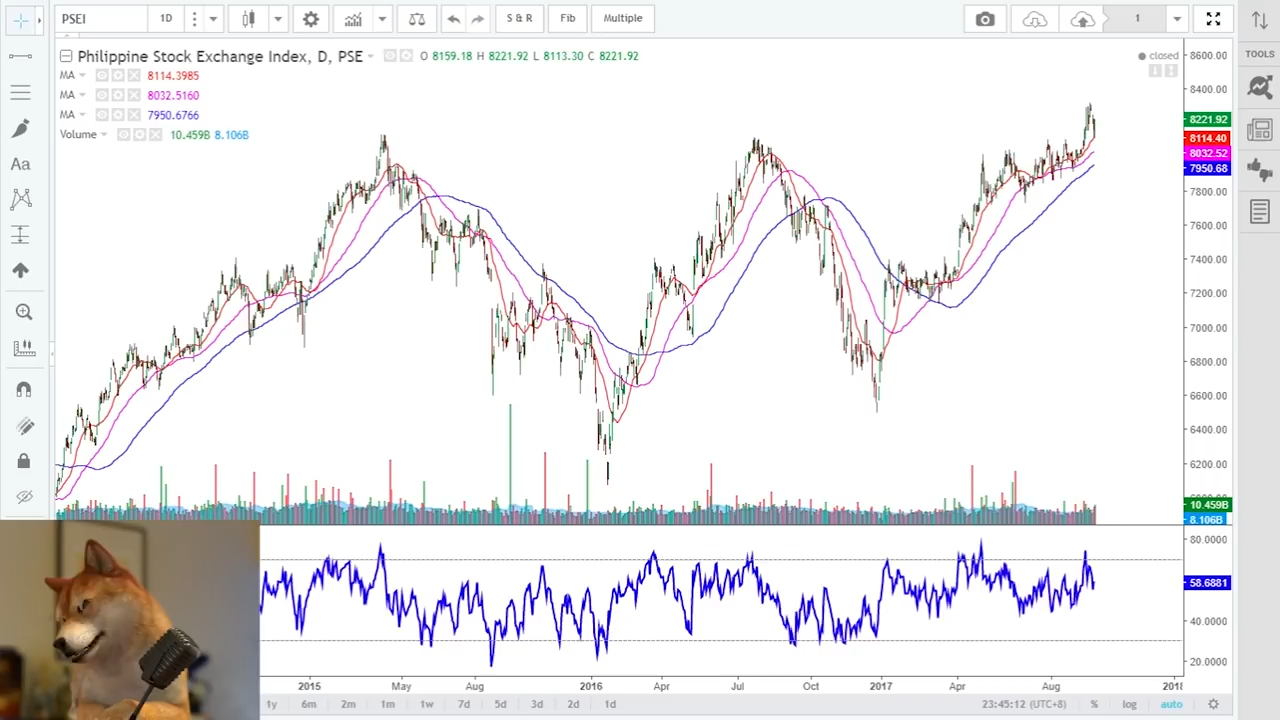 PSEI 1D S & R Fib Multiple 1
Philippine Stock Exchange Index, D, PSE O 8159.18 H 8221.92 L 8113.30 C 8221.92 closed
MA 8114.3985
MA 8032.5160
MA 7950.6766
Volume 10.459B 8.106B
TOOLS
Aa
8600.00
8400.00
8221.92
8114.40
8032.52
7950.68
7800.00
7600.00
7400.00
7200.00
7000.00
6800.00
6600.00
6400.00
6200.00
10.459B
8.106B
80.0000
58.6881
40.0000
20.0000
2015 May Aug 2016 Apr Jul Oct 2017 Apr Aug 2018
1y 6m 2m 1m 1w 7d 5d 3d 2d 1d 23:45:12 (UTC+8) % log auto